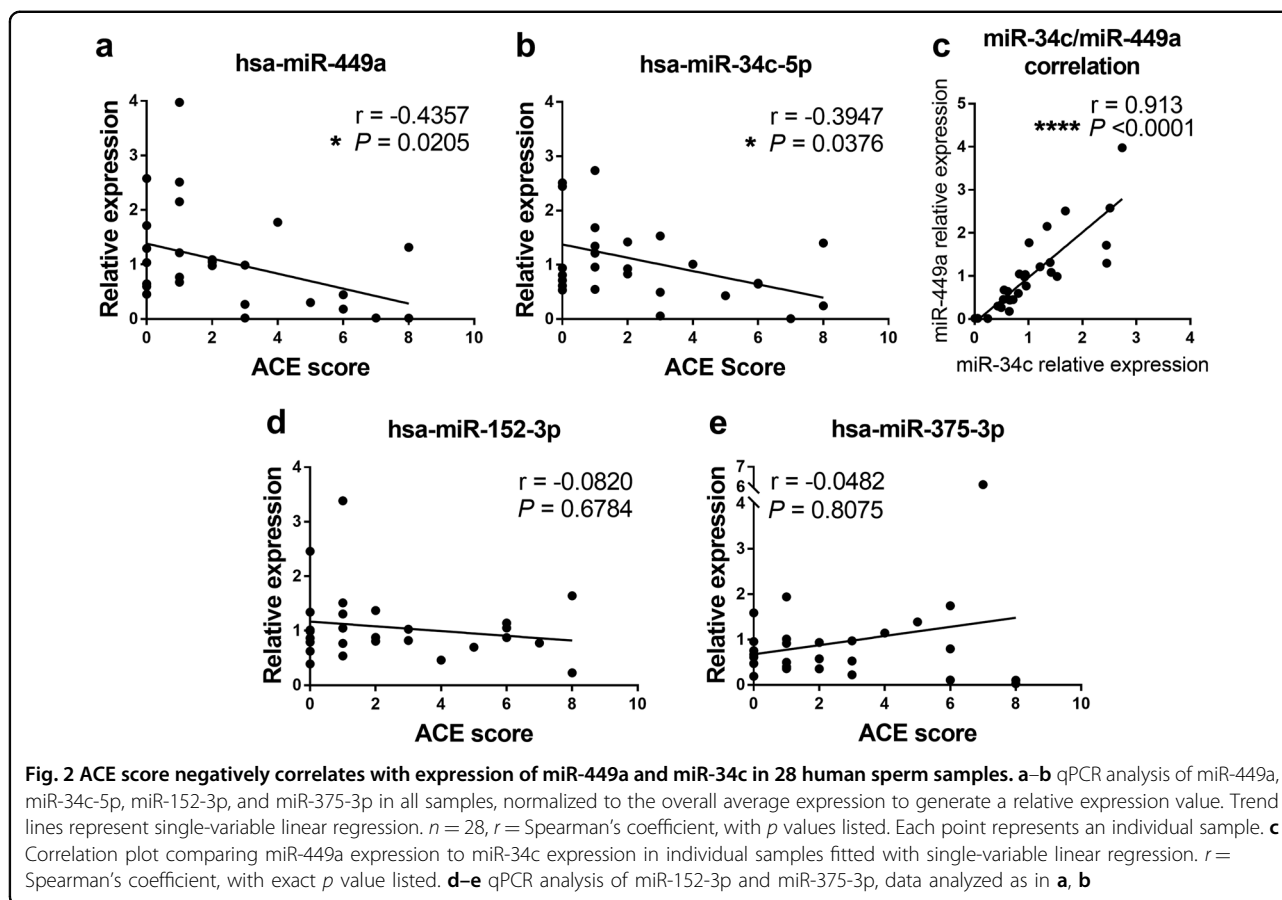 a
hsa-miR-449a
r = -0.4357
* P = 0.0205
Relative expression
4
3
2
1
0
0 2 4 6 8 10
ACE score
b
hsa-miR-34c-5p
r = -0.3947
* P = 0.0376
Relative expression
4
3
2
1
0
0 2 4 6 8 10
ACE Score
c
miR-34c/miR-449a
correlation
r = 0.913
**** P <0.0001
miR-449a relative expression
5
4
3
2
1
0
0 1 2 3 4
miR-34c relative expression
d
hsa-miR-152-3p
r = -0.0820
P = 0.6784
Relative expression
4
3
2
1
0
0 2 4 6 8 10
ACE score
e
hsa-miR-375-3p
r = -0.0482
P = 0.8075
Relative expression
7
6
4
3
2
1
0
0 2 4 6 8 10
ACE score
Fig. 2 ACE score negatively correlates with expression of miR-449a and miR-34c in 28 human sperm samples. a–b qPCR analysis of miR-449a,
miR-34c-5p, miR-152-3p, and miR-375-3p in all samples, normalized to the overall average expression to generate a relative expression value. Trend
lines represent single-variable linear regression. n = 28, r = Spearman's coefficient, with p values listed. Each point represents an individual sample. c
Correlation plot comparing miR-449a expression to miR-34c expression in individual samples fitted with single-variable linear regression. r =
Spearman's coefficient, with exact p value listed. d–e qPCR analysis of miR-152-3p and miR-375-3p, data analyzed as in a, b